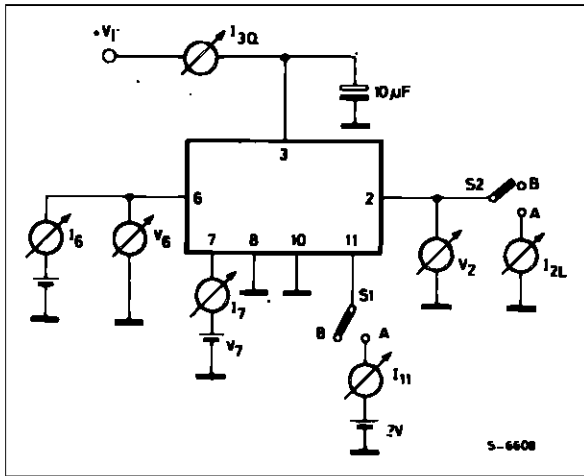 +V_I
I_3Q
10µF
3
6
2
S2
B
A
7
8
10
11
I_6
V_6
I_7
V_7
S1
B
A
I_11
V_2
I_2L
S-6608